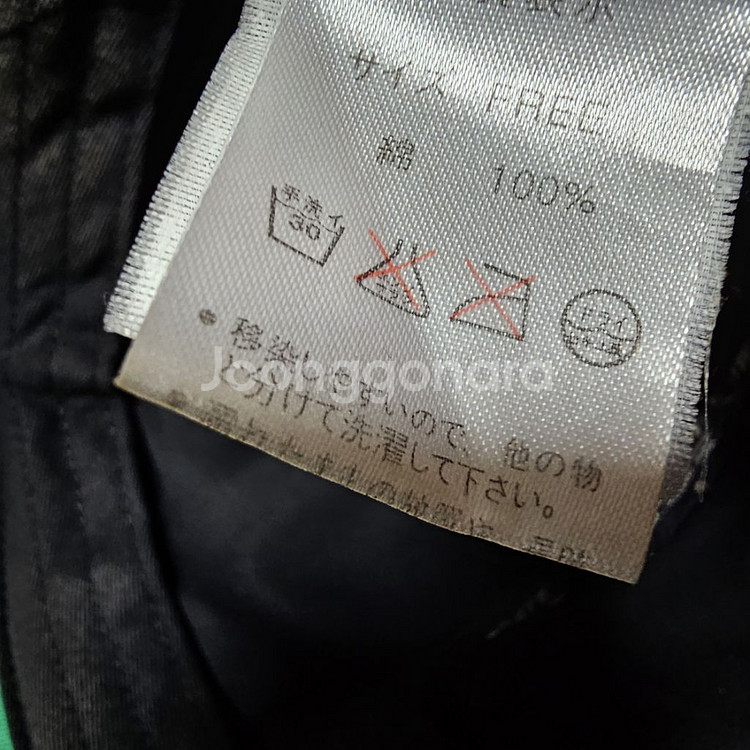 サイズ FREE
綿 100%
手洗イ
30
ドライ
* 移染しやすいので、他の物
と分けて洗濯して下さい。
Joonggonara